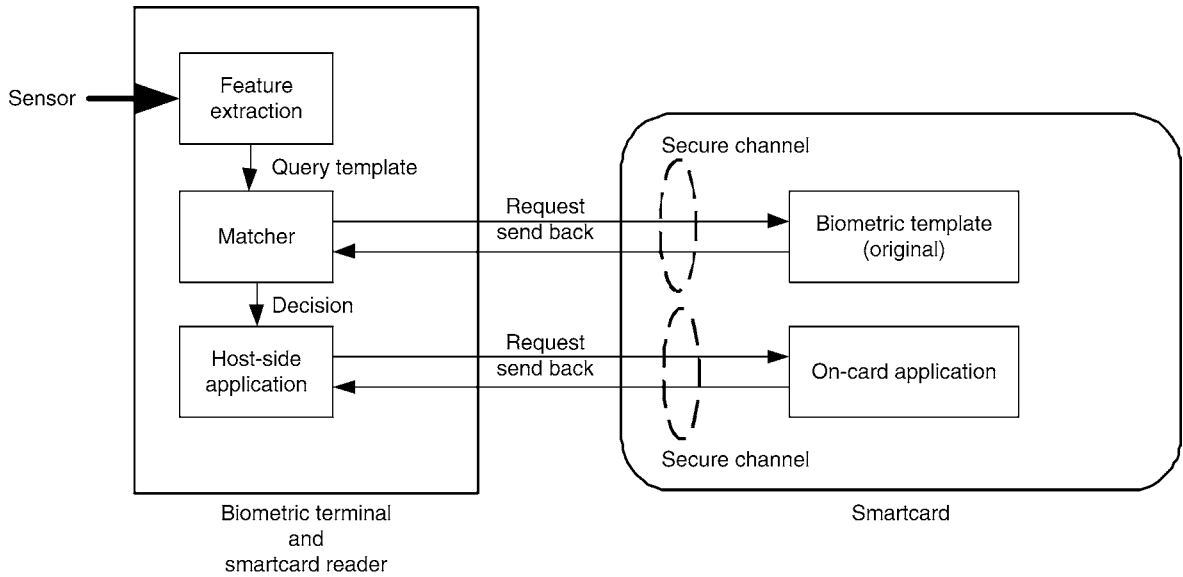 Sensor
Feature
extraction
Query template
Matcher
Decision
Host-side
application
Request
send back
Request
send back
Secure channel
Biometric template
(original)
On-card application
Secure channel
Biometric terminal
and
smartcard reader
Smartcard